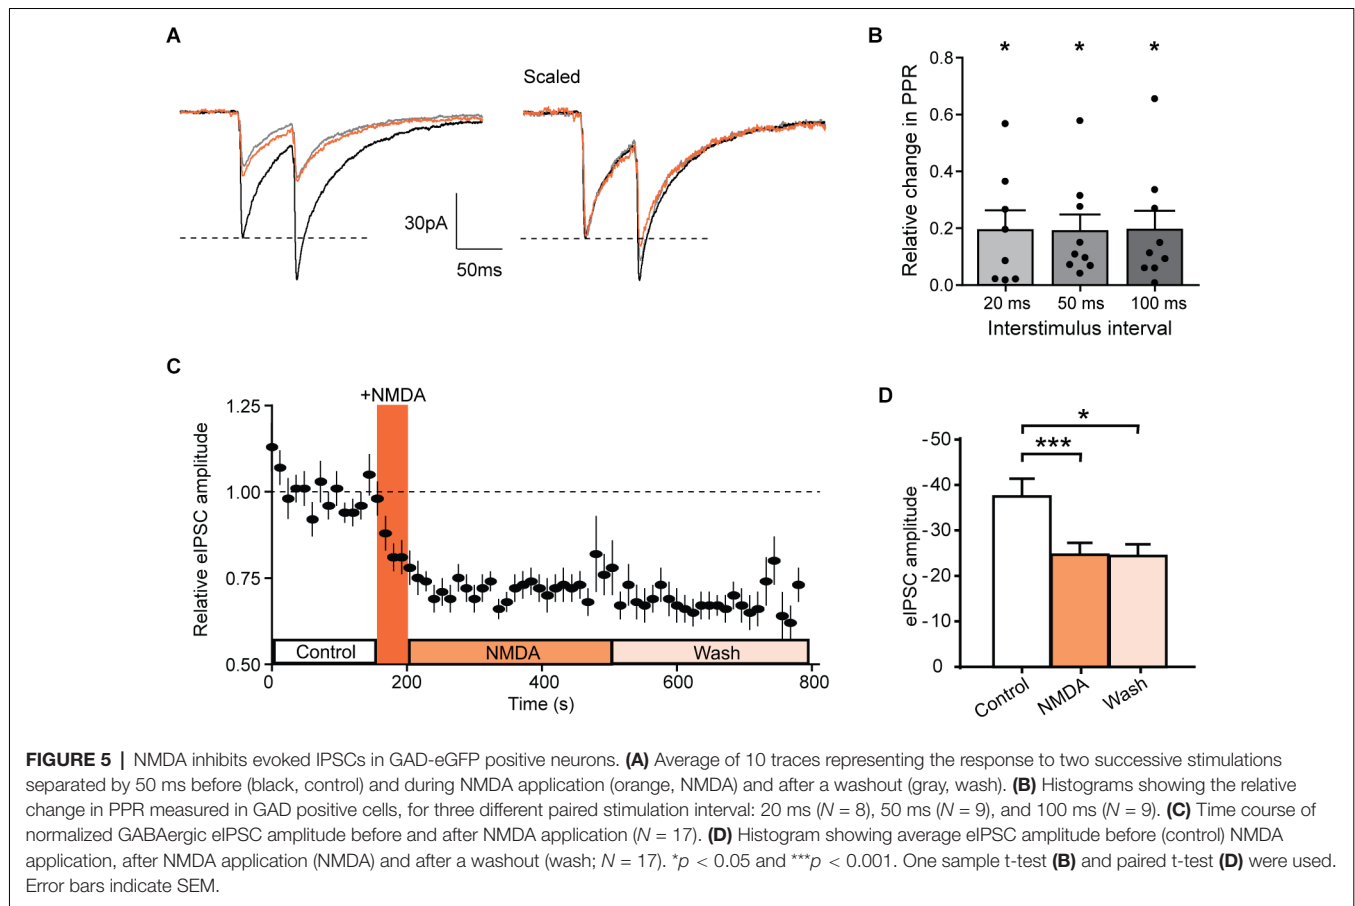 A
Scaled
30pA
50ms
B
* * *
Relative change in PPR
0.8
0.6
0.4
0.2
0.0
20 ms 50 ms 100 ms
Interstimulus interval
C
+NMDA
Relative eIPSC amplitude
1.25
1.00
0.75
0.50
Control NMDA Wash
0 200 400 600 800
Time (s)
D
*
***
eIPSC amplitude
-50
-40
-30
-20
-10
0
Control NMDA Wash
FIGURE 5 | NMDA inhibits evoked IPSCs in GAD-eGFP positive neurons. (A) Average of 10 traces representing the response to two successive stimulations
separated by 50 ms before (black, control) and during NMDA application (orange, NMDA) and after a washout (gray, wash). (B) Histograms showing the relative
change in PPR measured in GAD positive cells, for three different paired stimulation interval: 20 ms (N = 8), 50 ms (N = 9), and 100 ms (N = 9). (C) Time course of
normalized GABAergic eIPSC amplitude before and after NMDA application (N = 17). (D) Histogram showing average eIPSC amplitude before (control) NMDA
application, after NMDA application (NMDA) and after a washout (wash; N = 17). *p < 0.05 and ***p < 0.001. One sample t-test (B) and paired t-test (D) were used.
Error bars indicate SEM.